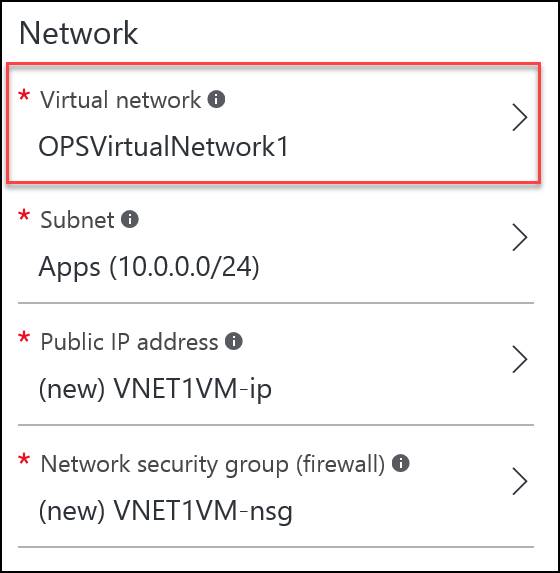 Network
* Virtual network
OPSVirtualNetwork1
* Subnet
Apps (10.0.0.0/24)
* Public IP address
(new) VNET1VM-ip
* Network security group (firewall)
(new) VNET1VM-nsg